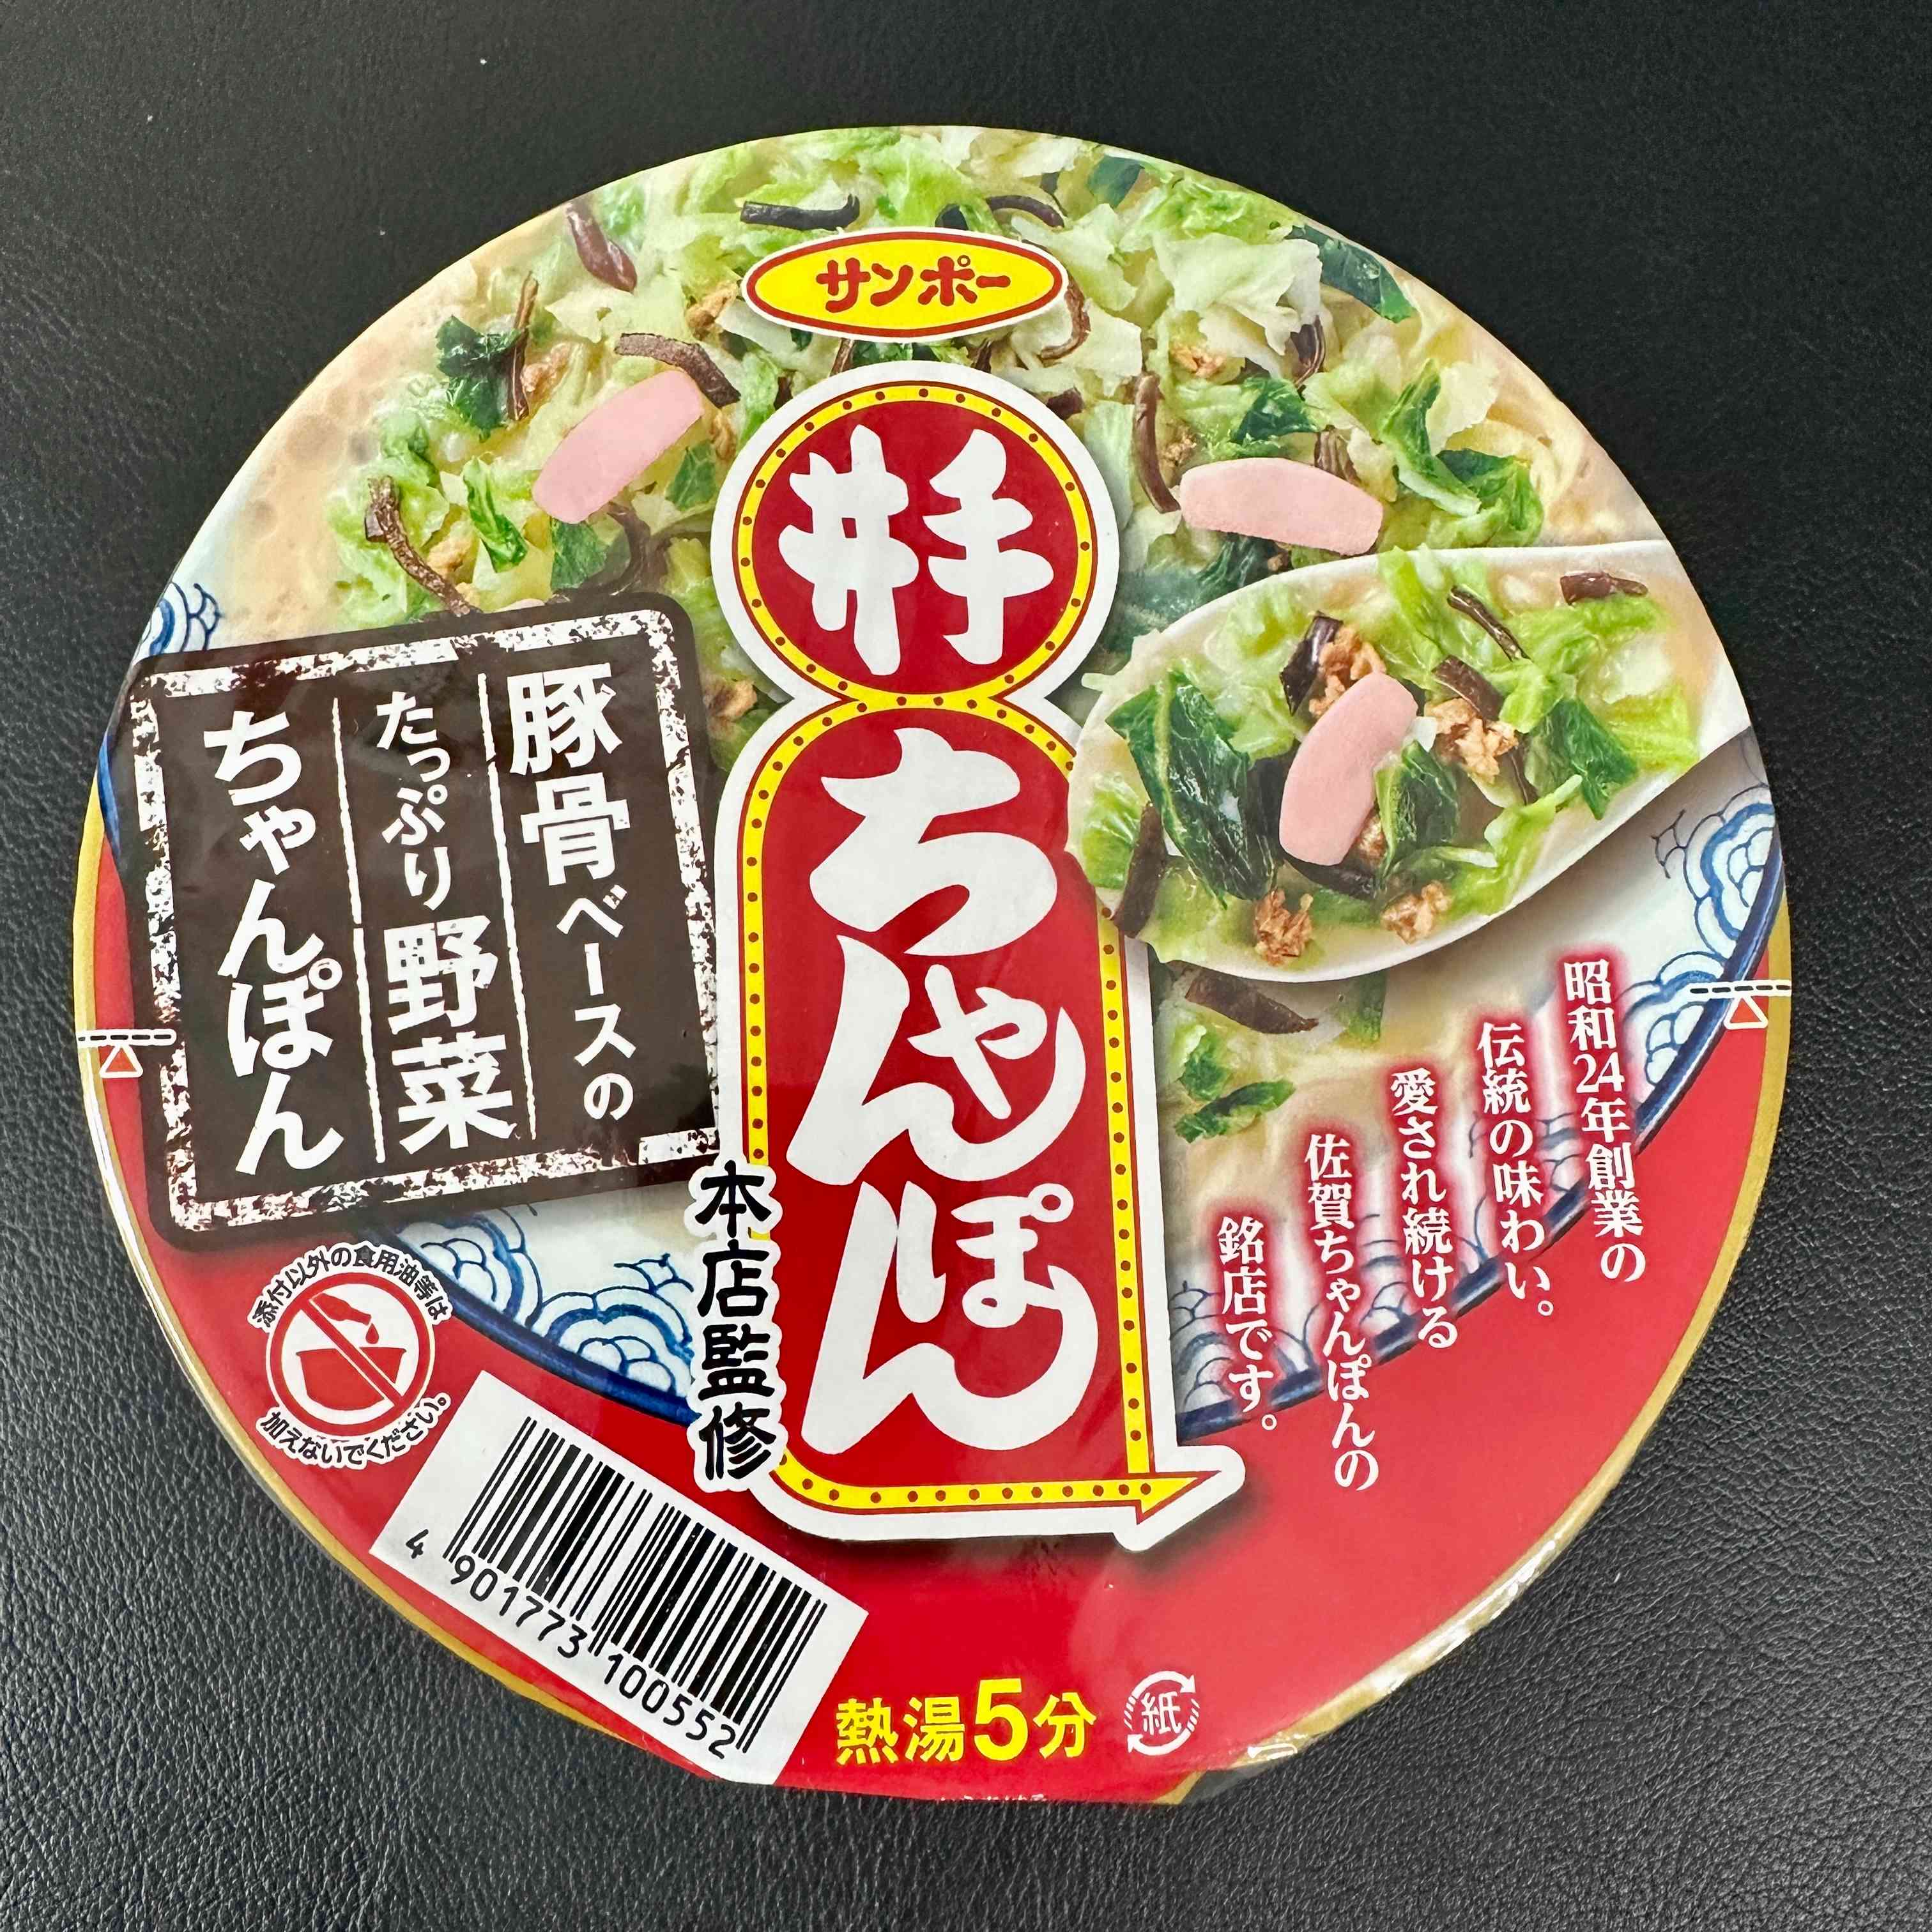 サンポー
井手
ちゃんぽん
本店監修
豚骨ベースの
たっぷり野菜
ちゃんぽん
昭和24年創業の
伝統の味わい。
愛され続ける
佐賀ちゃんぽんの
銘店です。
添付以外の食用油等は
加えないでください。
4 901773 100552
熱湯5分
紙